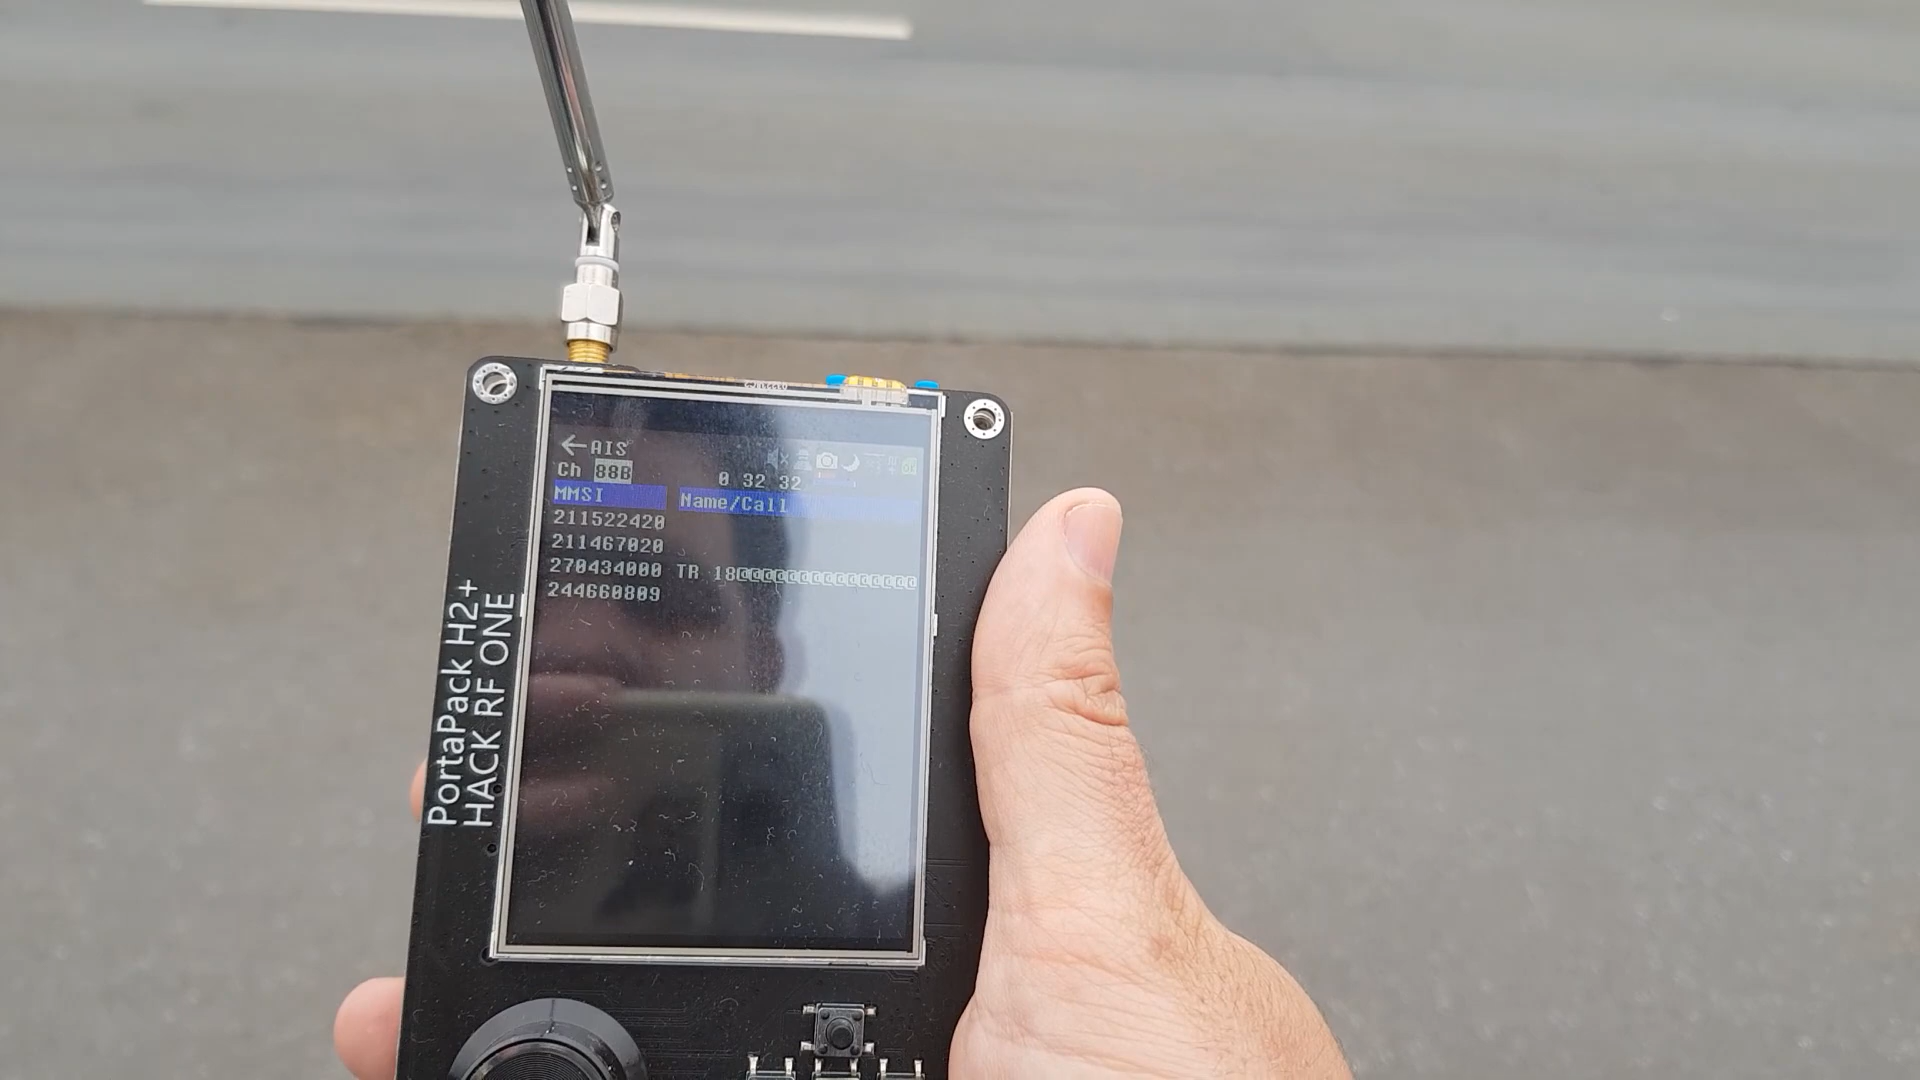 ←AIS
Ch 88B 0 32 32
MMSI Name/Call
211522420
211467020
270434000 TR 18@@@@@@@@@@@@@@@
244660809
PortaPack H2+
HACK RF ONE